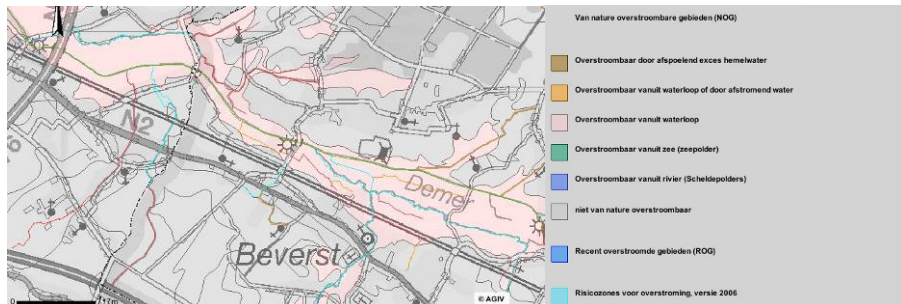 N2
Demer
Beverst
0
© AGIV
Van nature overstroombare gebieden (NOG)
Overstroombaar door afspoelend exces hemelwater
Overstroombaar vanuit waterloop of door afstromend water
Overstroombaar vanuit waterloop
Overstroombaar vanuit zee (zeepolder)
Overstroombaar vanuit rivier (Scheldepolders)
niet van nature overstroombaar
Recent overstroomde gebieden (ROG)
Risicozones voor overstroming, versie 2006